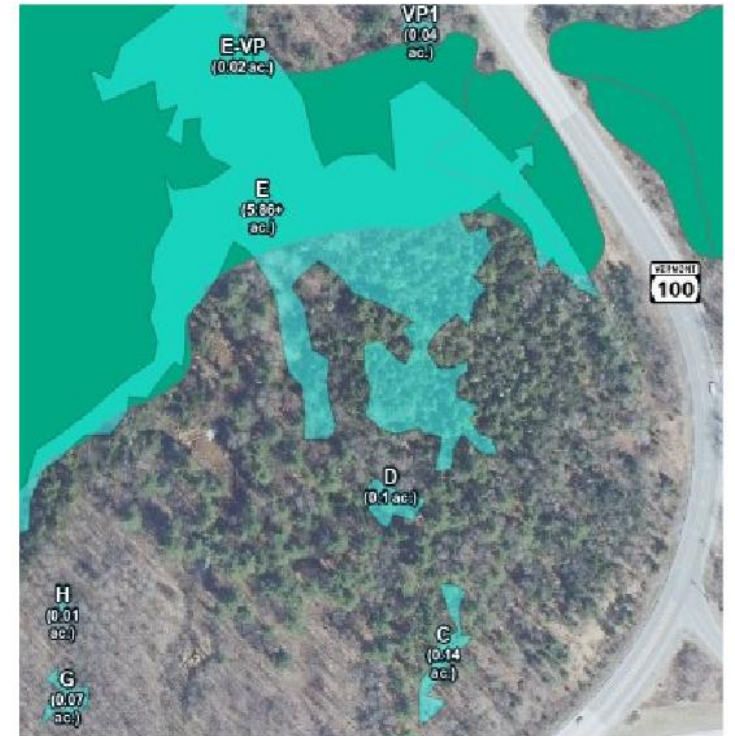 VP1
(0.04
ac.)
E-VP
(0.02 ac.)
E
(5.86+
ac.)
VERMONT
100
D
(0.1 ac.)
H
(0.01
ac.)
C
(0.14
ac.)
G
(0.07
ac.)